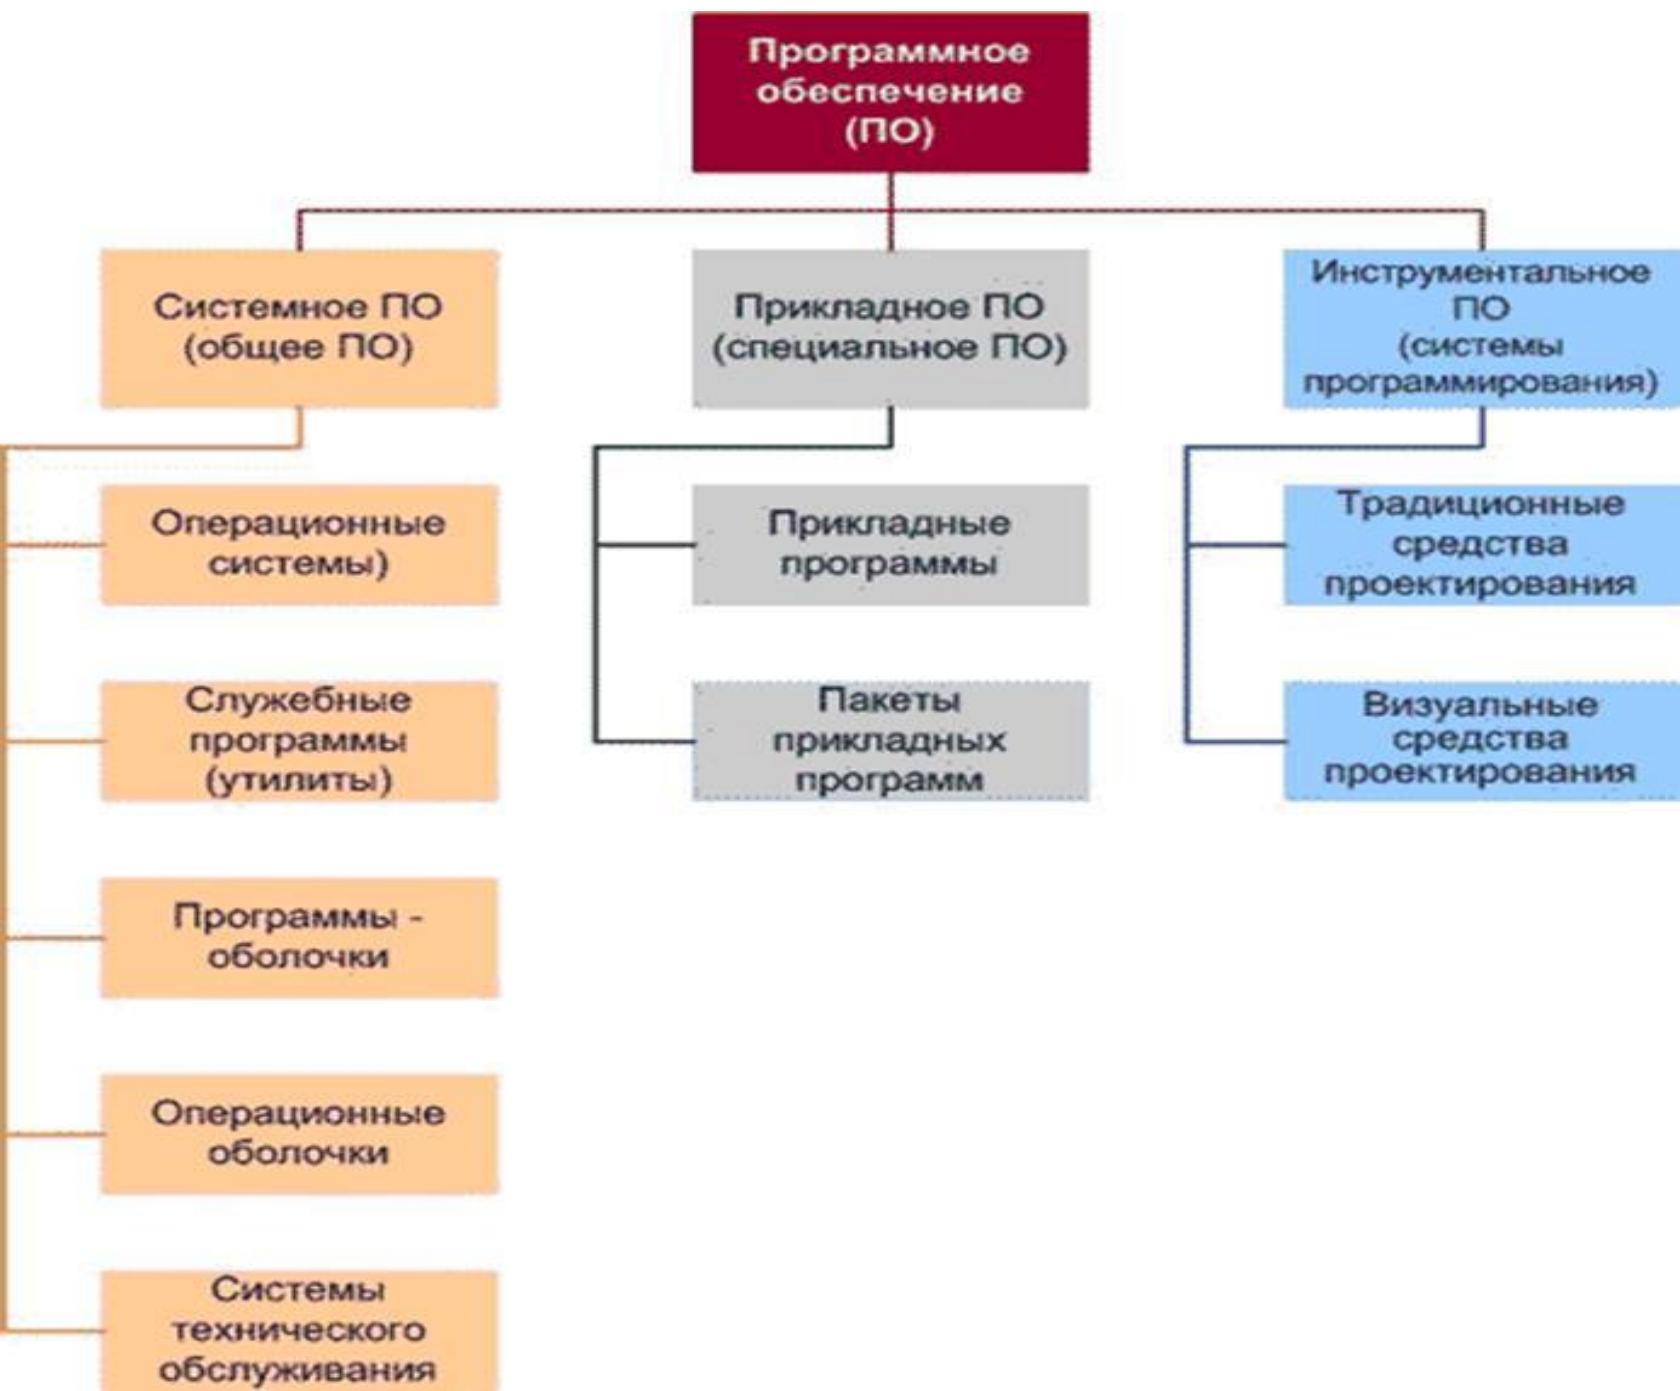 Программное
обеспечение
(ПО)
Системное ПО
(общее ПО)
Прикладное ПО
(специальное ПО)
Инструментальное
ПО
(системы
программирования)
Операционные
системы)
Служебные
программы
(утилиты)
Программы -
оболочки
Операционные
оболочки
Системы
технического
обслуживания
Прикладные
программы
Пакеты
прикладных
программ
Традиционные
средства
проектирования
Визуальные
средства
проектирования